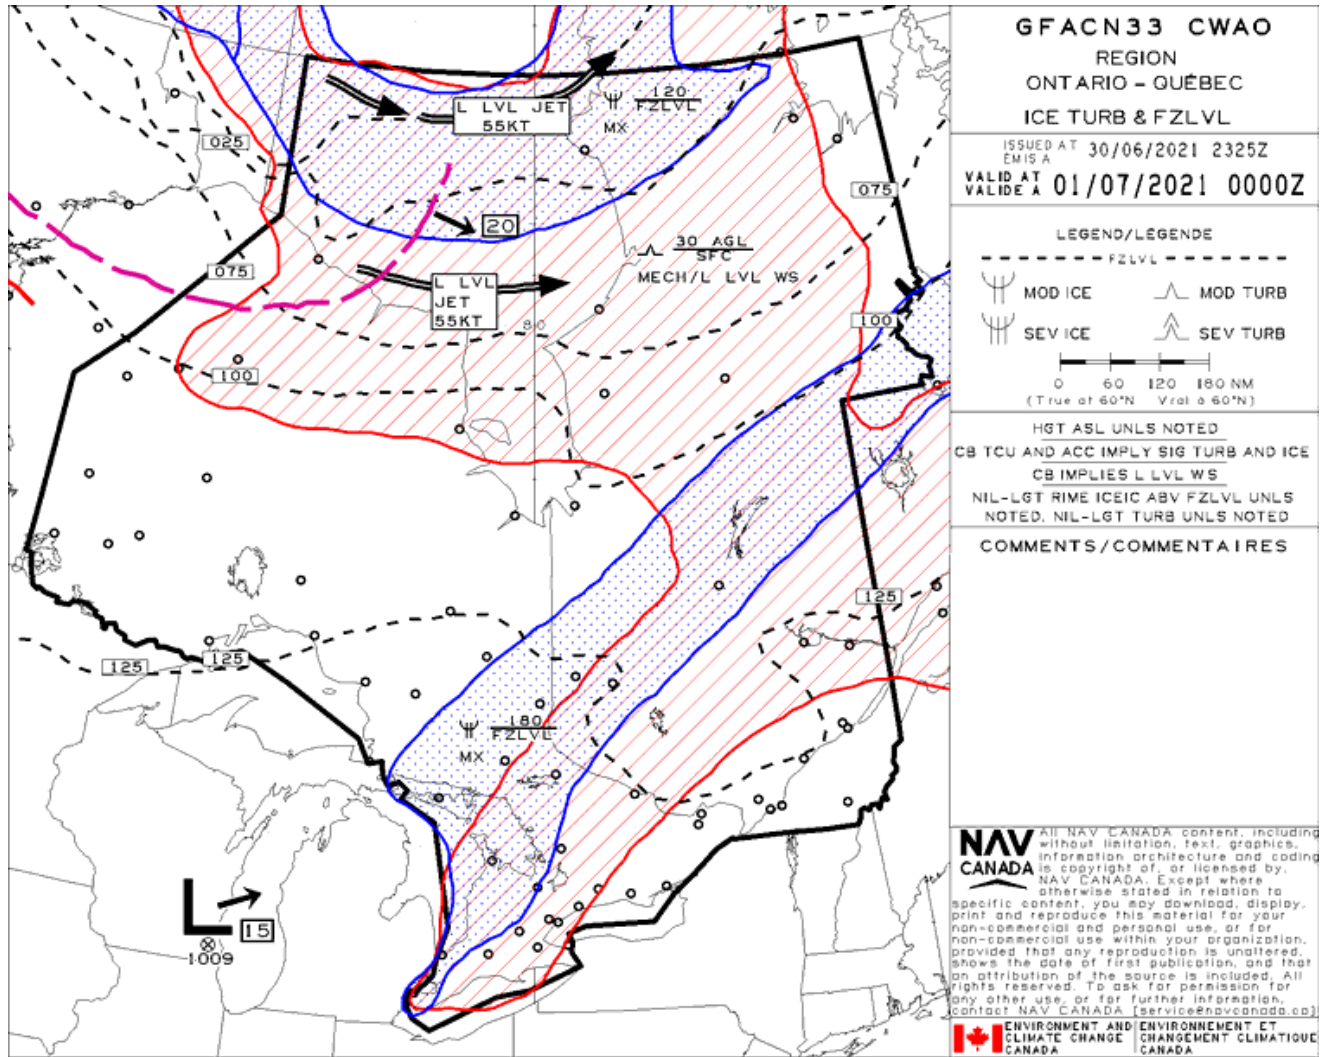 GFACN33 CWAO
REGION
ONTARIO - QUÉBEC
ICE TURB & FZLVL
ISSUED AT
ÉMIS A
30/06/2021 2325Z
VALID AT
VALIDE A
01/07/2021 0000Z
LEGEND/LÉGENDE
FZLVL
MOD ICE
MOD TURB
SEV ICE
SEV TURB
0 60 120 180 NM
(True at 60°N Vrai à 60°N)
HGT ASL UNLS NOTED
CB TCU AND ACC IMPLY SIG TURB AND ICE
CB IMPLIES L LVL WS
NIL-LGT RIME ICEIC ABV FZLVL UNLS
NOTED. NIL-LGT TURB UNLS NOTED
COMMENTS/COMMENTAIRES
NAV
CANADA
All NAV CANADA content, including
without limitation, text, graphics,
information architecture and coding
is copyright of, or licensed by,
NAV CANADA. Except where
otherwise stated in relation to
specific content, you may download, display,
print and reproduce this material for your
non-commercial and personal use, or for
non-commercial use within your organization,
provided that any reproduction is unaltered,
shows the date of first publication, and that
an attribution of the source is included. All
rights reserved. To ask for permission for
any other use, or for further information,
contact NAV CANADA [service@navcanada.ca]
ENVIRONMENT AND
CLIMATE CHANGE
CANADA
ENVIRONNEMENT ET
CHANGEMENT CLIMATIQUE
CANADA
L LVL JET
55KT
120
FZLVL
MX
025
075
20
30 AGL
SFC
MECH/L LVL WS
075
L LVL
JET
55KT
80
100
100
125
125
125
180
FZLVL
MX
L
15
1009